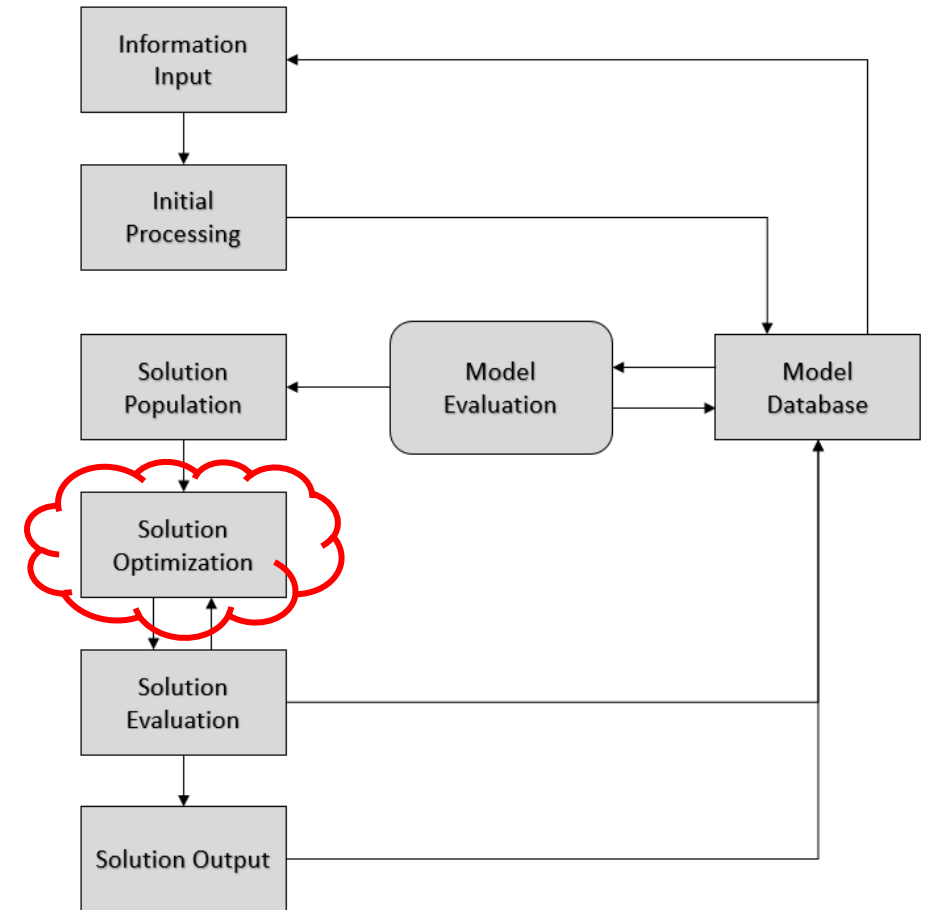 Information
Input
Initial
Processing
Solution
Population
Model
Evaluation
Model
Database
Solution
Optimization
Solution
Evaluation
Solution Output